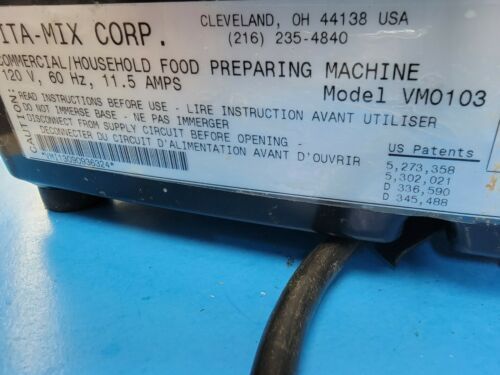 ITA-MIX CORP.
CLEVELAND, OH 44138 USA
(216) 235-4840
COMMERCIAL/HOUSEHOLD FOOD PREPARING MACHINE
120 V, 60 Hz, 11.5 AMPS
Model VM0103
CAUTION:
READ INSTRUCTIONS BEFORE USE - LIRE INSTRUCTION AVANT UTILISER
DO NOT IMMERSE BASE - NE PAS IMMERGER
DISCONNECT FROM SUPPLY CIRCUIT BEFORE OPENING -
DECONNECTER DU CIRCUIT D'ALIMENTATION AVANT D'OUVRIR
*VM113090936324*
US Patents
5,273,358
5,302,021
D 336,590
D 345,488